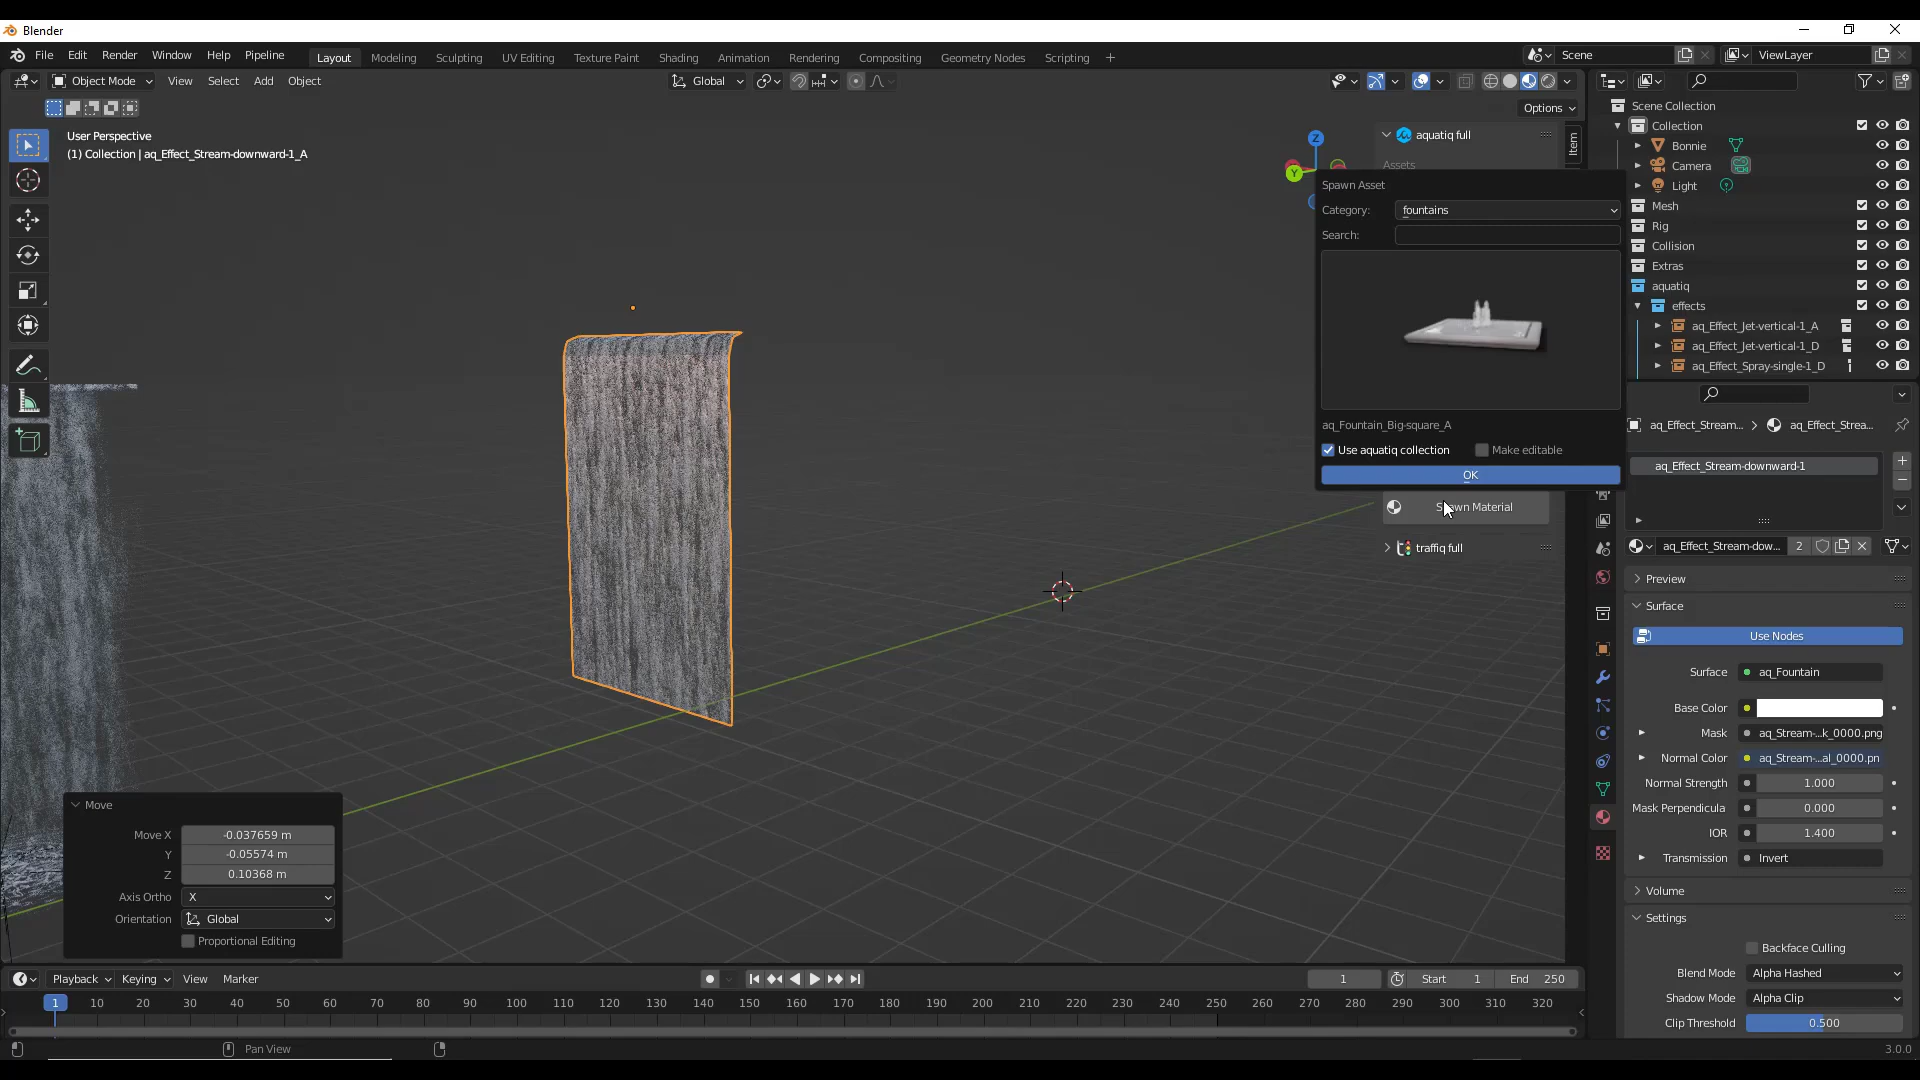 Blender
File Edit Render Window Help Pipeline Layout Modeling Sculpting UV Editing Texture Paint Shading Animation Rendering Compositing Geometry Nodes Scripting + Scene ViewLayer
Object Mode View Select Add Object Global
Options
User Perspective
(1) Collection | aq_Effect_Stream-downward-1_A
Z
Y
aquatiq full
Assets
Item
Spawn Asset
Category: fountains
Search:
aq_Fountain_Big-square_A
Use aquatiq collection Make editable
OK
traffiq full
Scene Collection
Collection
Bonnie
Camera
Light
Mesh
Rig
Collision
Extras
aquatiq
effects
aq_Effect_Jet-vertical-1_A
aq_Effect_Jet-vertical-1_D
aq_Effect_Spray-single-1_D
aq_Effect_Stream... > aq_Effect_Strea...
aq_Effect_Stream-downward-1
aq_Effect_Stream-dow... 2
Preview
Surface
Use Nodes
Surface aq_Fountain
Base Color
Mask aq_Stream-...k_0000.png
Normal Color aq_Stream-...al_0000.pn
Normal Strength 1.000
Mask Perpendicula 0.000
IOR 1.400
Transmission Invert
Volume
Settings
Backface Culling
Blend Mode Alpha Hashed
Shadow Mode Alpha Clip
Clip Threshold 0.500
Move
Move X -0.037659 m
Y -0.05574 m
Z 0.10368 m
Axis Ortho X
Orientation Global
Proportional Editing
Playback Keying View Marker 1 Start 1 End 250
1 10 20 30 40 50 60 70 80 90 100 110 120 130 140 150 160 170 180 190 200 210 220 230 240 250 260 270 280 290 300 310 320
Pan View 3.0.0